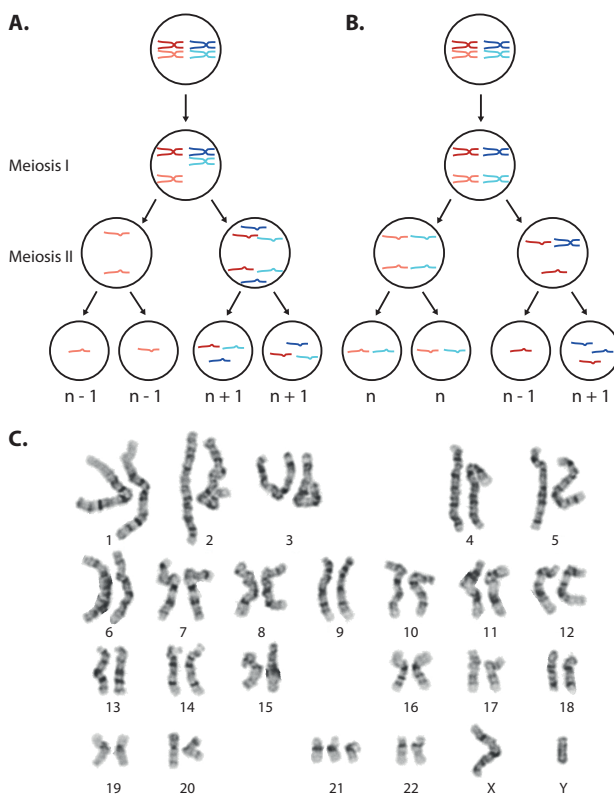 A. B.
Meiosis I
Meiosis II
n - 1 n - 1 n + 1 n + 1 n n n - 1 n + 1
C.
1 2 3 4 5
6 7 8 9 10 11 12
13 14 15 16 17 18
19 20 21 22 X Y